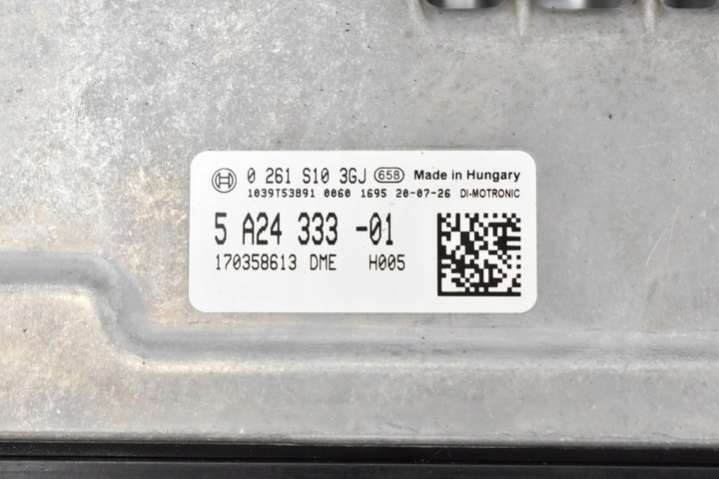 0 261 S10 3GJ 658 Made in Hungary
1039T53891 0060 1695 20-07-26 DI-MOTRONIC
5 A24 333 -01
170358613 DME H005